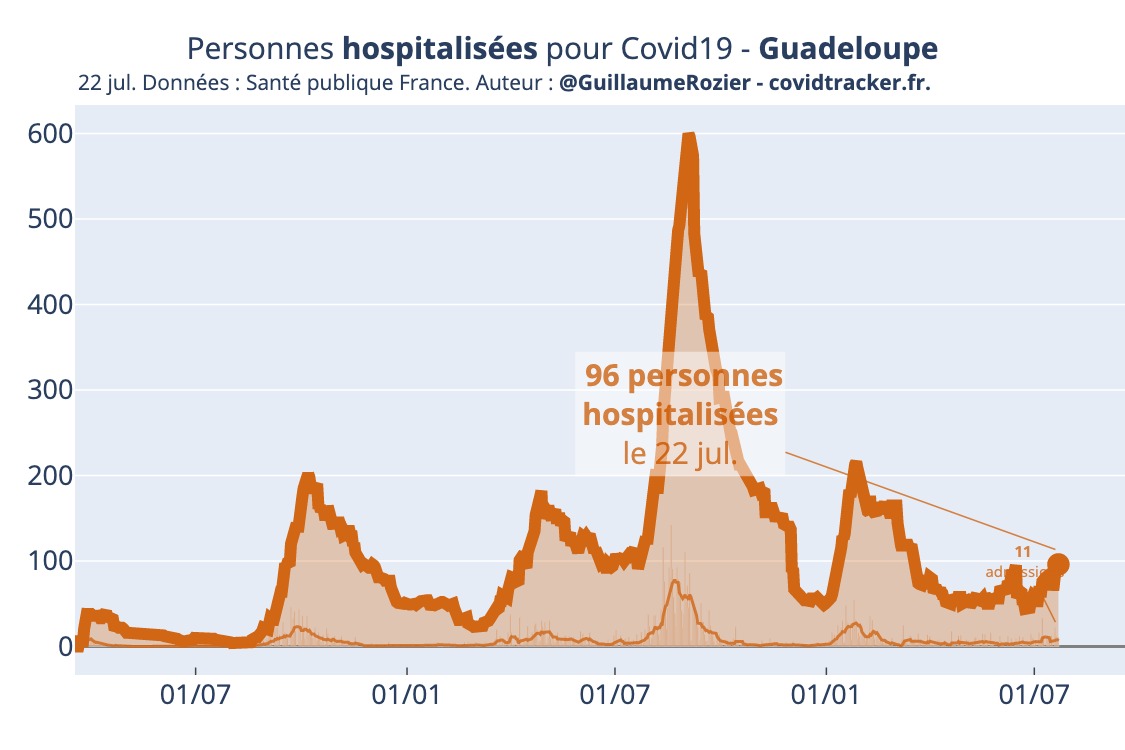 Personnes hospitalisées pour Covid19 - Guadeloupe
22 jul. Données : Santé publique France. Auteur : @GuillaumeRozier - covidtracker.fr.
600
500
400
300
200
100
0
96 personnes
hospitalisées
le 22 jul.
11
01/07
01/01
01/07
01/01
01/07